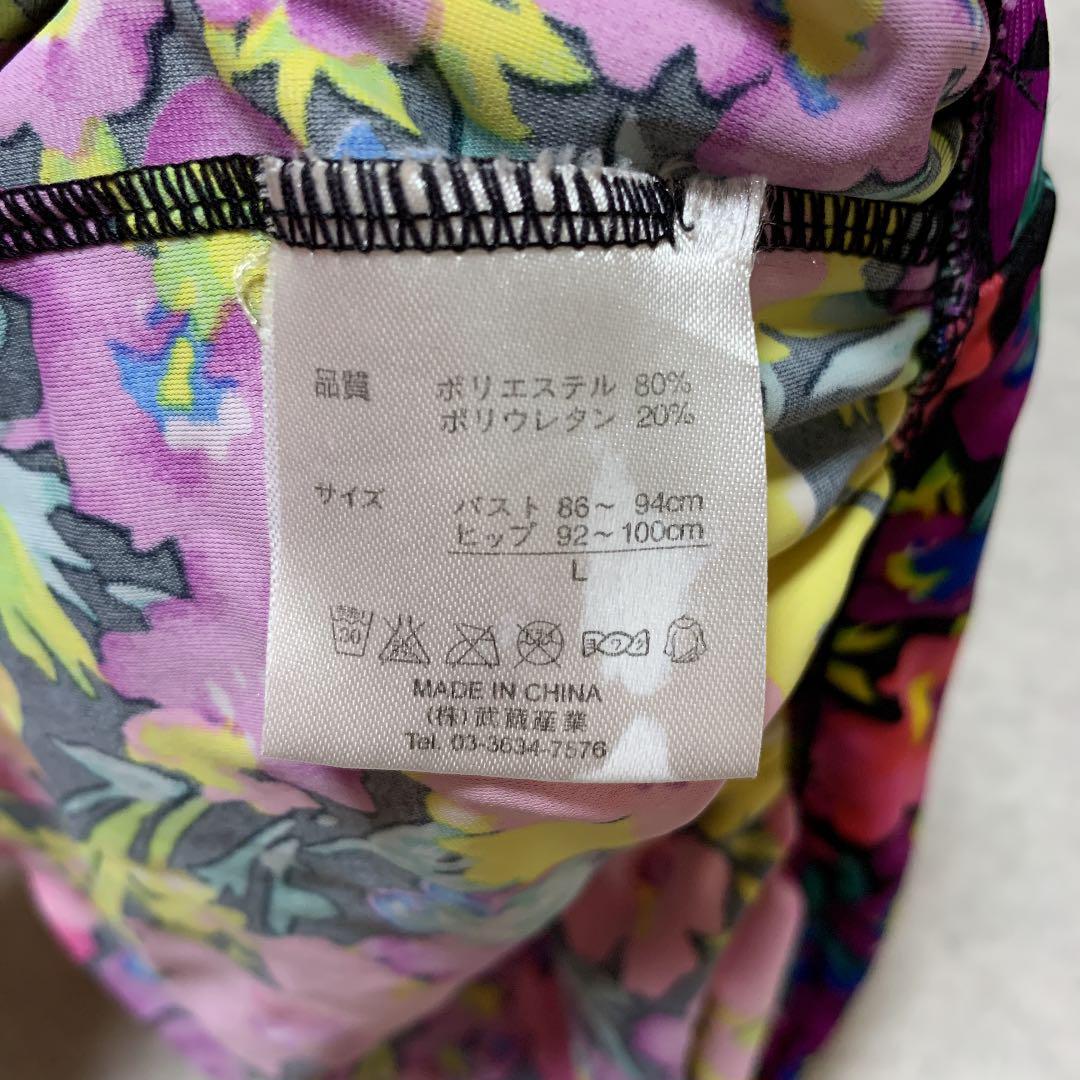 品質 ポリエステル 80%
ポリウレタン 20%
サイズ バスト 86～ 94cm
ヒップ 92～100cm
L
30
MADE IN CHINA
(株)武蔵産業
Tel. 03-3634-7576